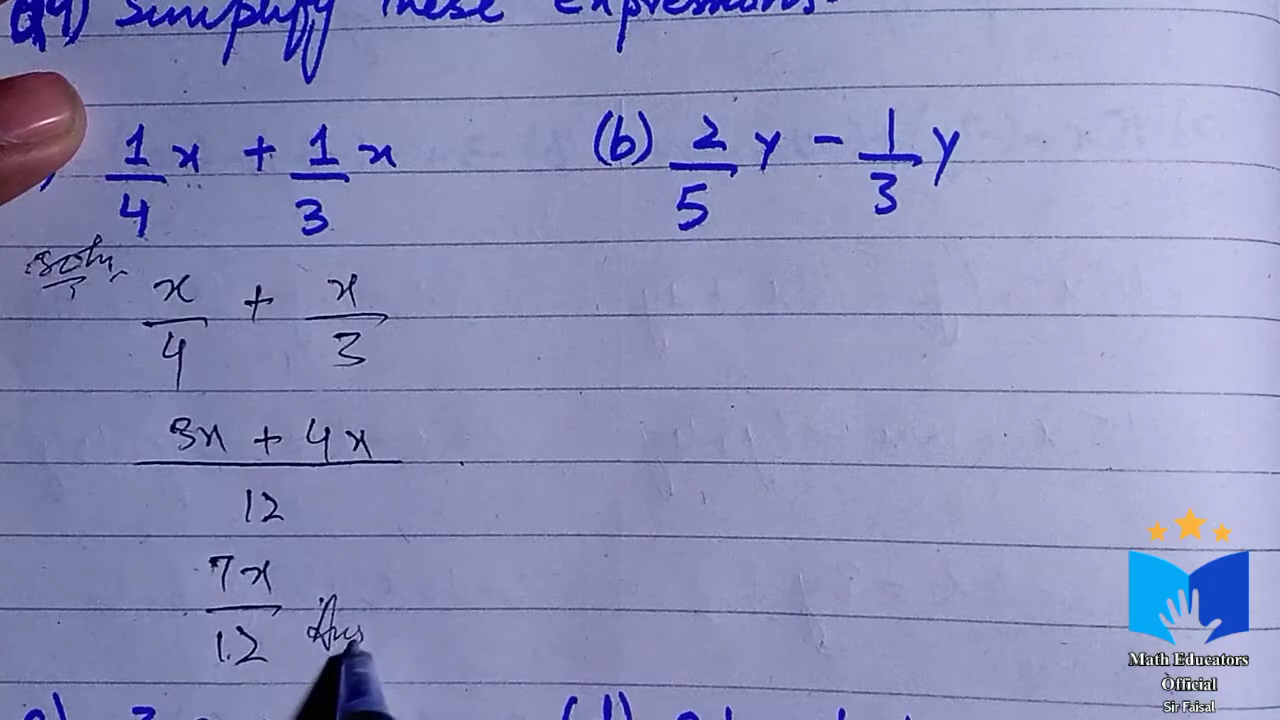 Q4) Simplify these expressions.
1/4 x + 1/3 x
(b) 2/5 y - 1/3 y
Soln,
x/4 + x/3
3x + 4x
12
7x
12 Ans
Math Educators
Official
Sir Faisal